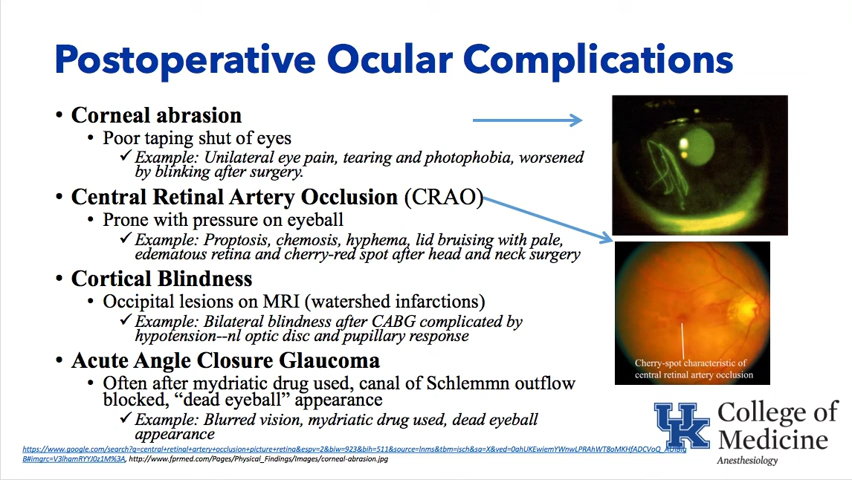 Postoperative Ocular Complications
• Corneal abrasion
• Poor taping shut of eyes
✓ Example: Unilateral eye pain, tearing and photophobia, worsened
by blinking after surgery.
• Central Retinal Artery Occlusion (CRAO)
• Prone with pressure on eyeball
✓ Example: Proptosis, chemosis, hyphema, lid bruising with pale,
edematous retina and cherry-red spot after head and neck surgery
• Cortical Blindness
• Occipital lesions on MRI (watershed infarctions)
✓ Example: Bilateral blindness after CABG complicated by
hypotension--nl optic disc and pupillary response
• Acute Angle Closure Glaucoma
• Often after mydriatic drug used, canal of Schlemmn outflow
blocked, “dead eyeball” appearance
✓ Example: Blurred vision, mydriatic drug used, dead eyeball
appearance
Cherry-spot characteristic of
central retinal artery occlusion
UK College of
Medicine
Anesthesiology
http://www.fprmed.com/Pages/Physical_Findings/Images/corneal-abrasion.jpg